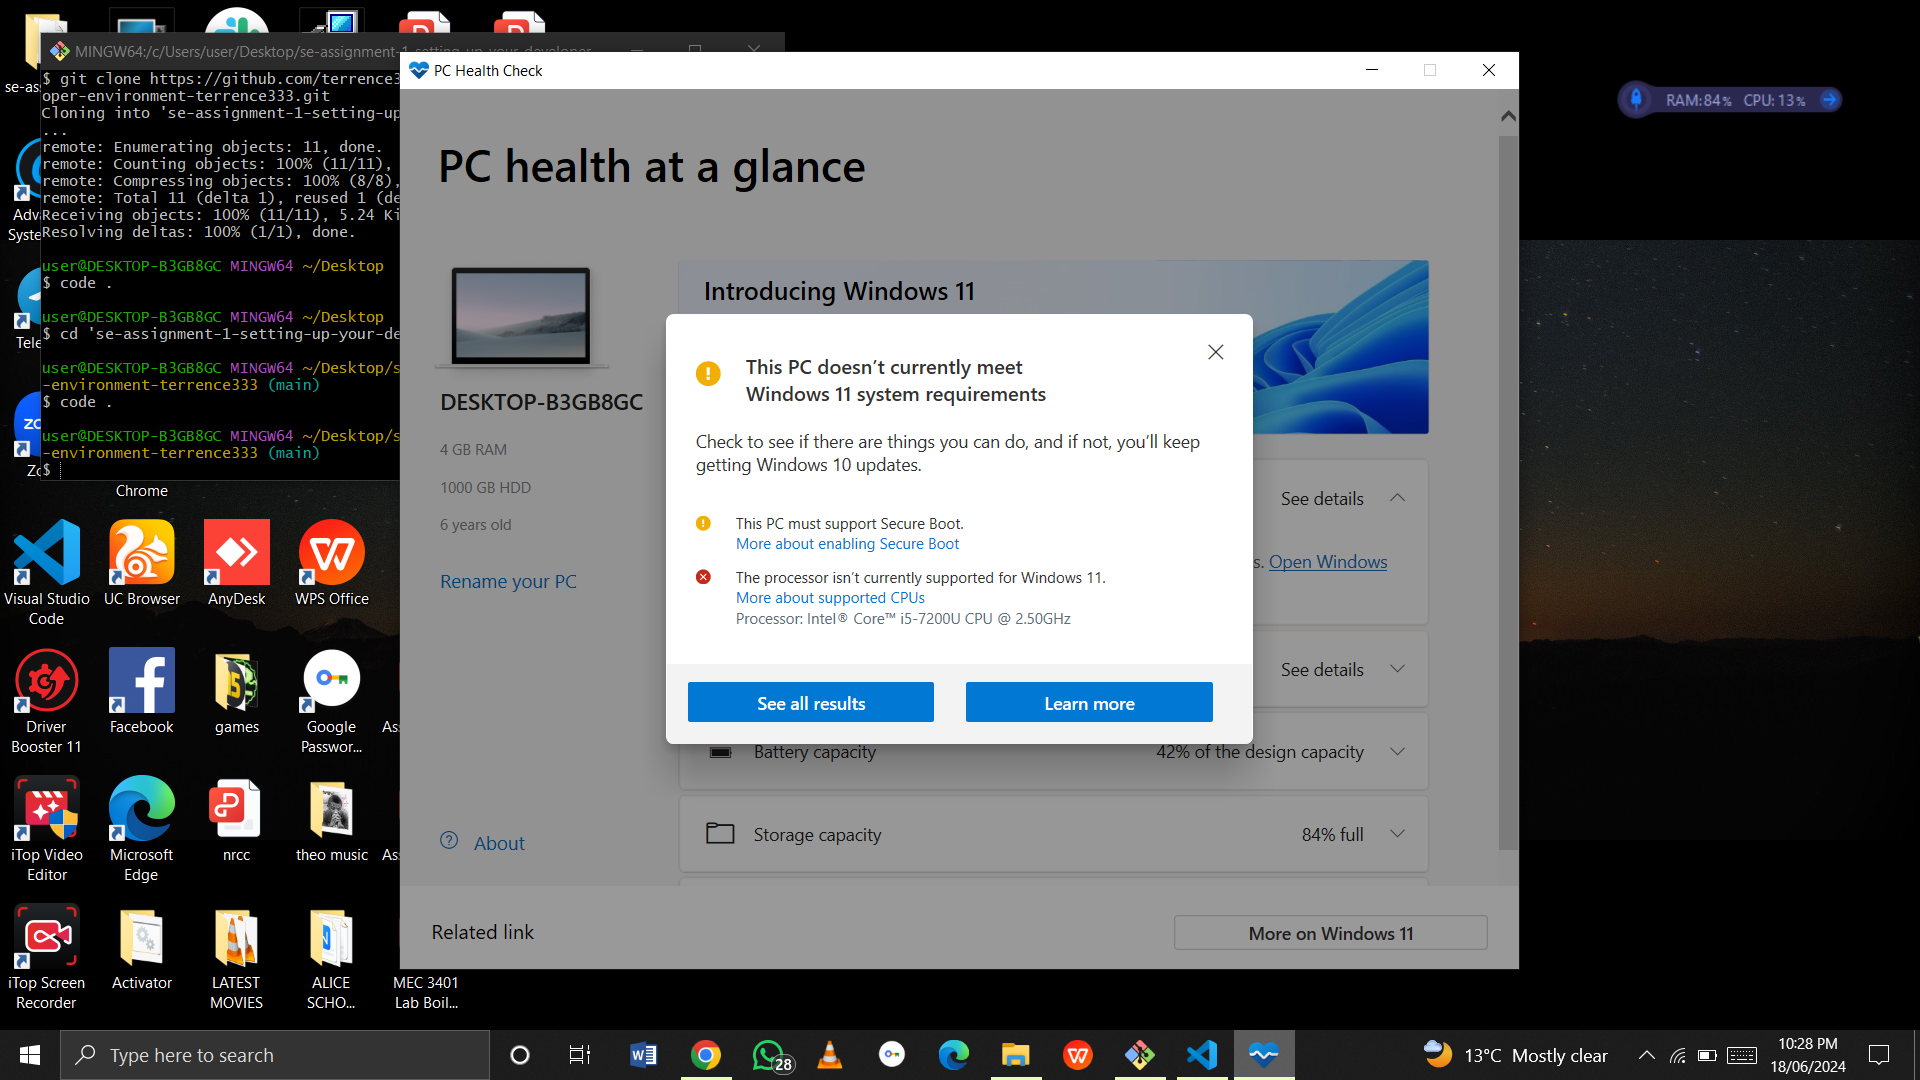 MINGW64:/c/Users/user/Desktop/se-assignment-1-setting-up-your-developer
$ git clone https://github.com/terrence3
oper-environment-terrence333.git
Cloning into 'se-assignment-1-setting-up
...
remote: Enumerating objects: 11, done.
remote: Counting objects: 100% (11/11),
remote: Compressing objects: 100% (8/8),
remote: Total 11 (delta 1), reused 1 (de
Receiving objects: 100% (11/11), 5.24 Ki
Resolving deltas: 100% (1/1), done.
user@DESKTOP-B3GB8GC MINGW64 ~/Desktop
$ code .
user@DESKTOP-B3GB8GC MINGW64 ~/Desktop
$ cd 'se-assignment-1-setting-up-your-de
user@DESKTOP-B3GB8GC MINGW64 ~/Desktop/s
-environment-terrence333 (main)
$ code .
user@DESKTOP-B3GB8GC MINGW64 ~/Desktop/s
-environment-terrence333 (main)
$
PC Health Check
PC health at a glance
DESKTOP-B3GB8GC
4 GB RAM
1000 GB HDD
6 years old
Rename your PC
About
Introducing Windows 11
This PC doesn't currently meet
Windows 11 system requirements
Check to see if there are things you can do, and if not, you'll keep
getting Windows 10 updates.
This PC must support Secure Boot.
More about enabling Secure Boot
The processor isn't currently supported for Windows 11.
More about supported CPUs
Processor: Intel® Core™ i5-7200U CPU @ 2.50GHz
See all results
Learn more
See details
s. Open Windows
See details
Battery capacity
42% of the design capacity
Storage capacity
84% full
Related link
More on Windows 11
RAM:84% CPU: 13%
se-as
Adva
Syste
Tele
Zo
Chrome
Visual Studio
Code
UC Browser
AnyDesk
WPS Office
Driver
Booster 11
Facebook
games
Google
Passwor...
As
iTop Video
Editor
Microsoft
Edge
nrcc
theo music
As
iTop Screen
Recorder
Activator
LATEST
MOVIES
ALICE
SCHO...
MEC 3401
Lab Boil...
Type here to search
28
13°C Mostly clear
10:28 PM
18/06/2024